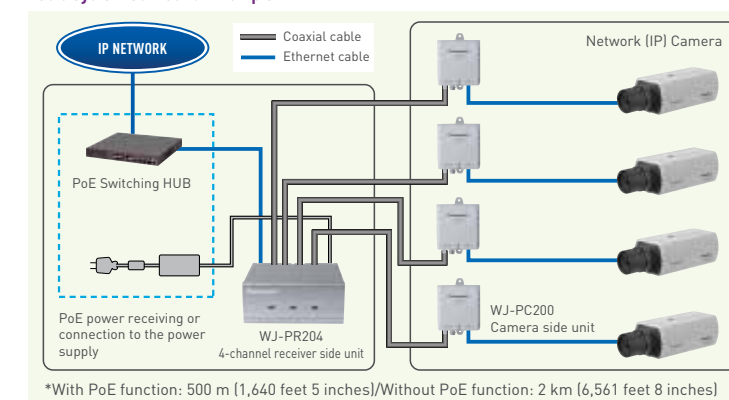 IP NETWORK
Coaxial cable
Ethernet cable
Network (IP) Camera
PoE Switching HUB
PoE power receiving or
connection to the power
supply
WJ-PR204
4-channel receiver side unit
WJ-PC200
Camera side unit
*With PoE function: 500 m (1,640 feet 5 inches)/Without PoE function: 2 km (6,561 feet 8 inches)